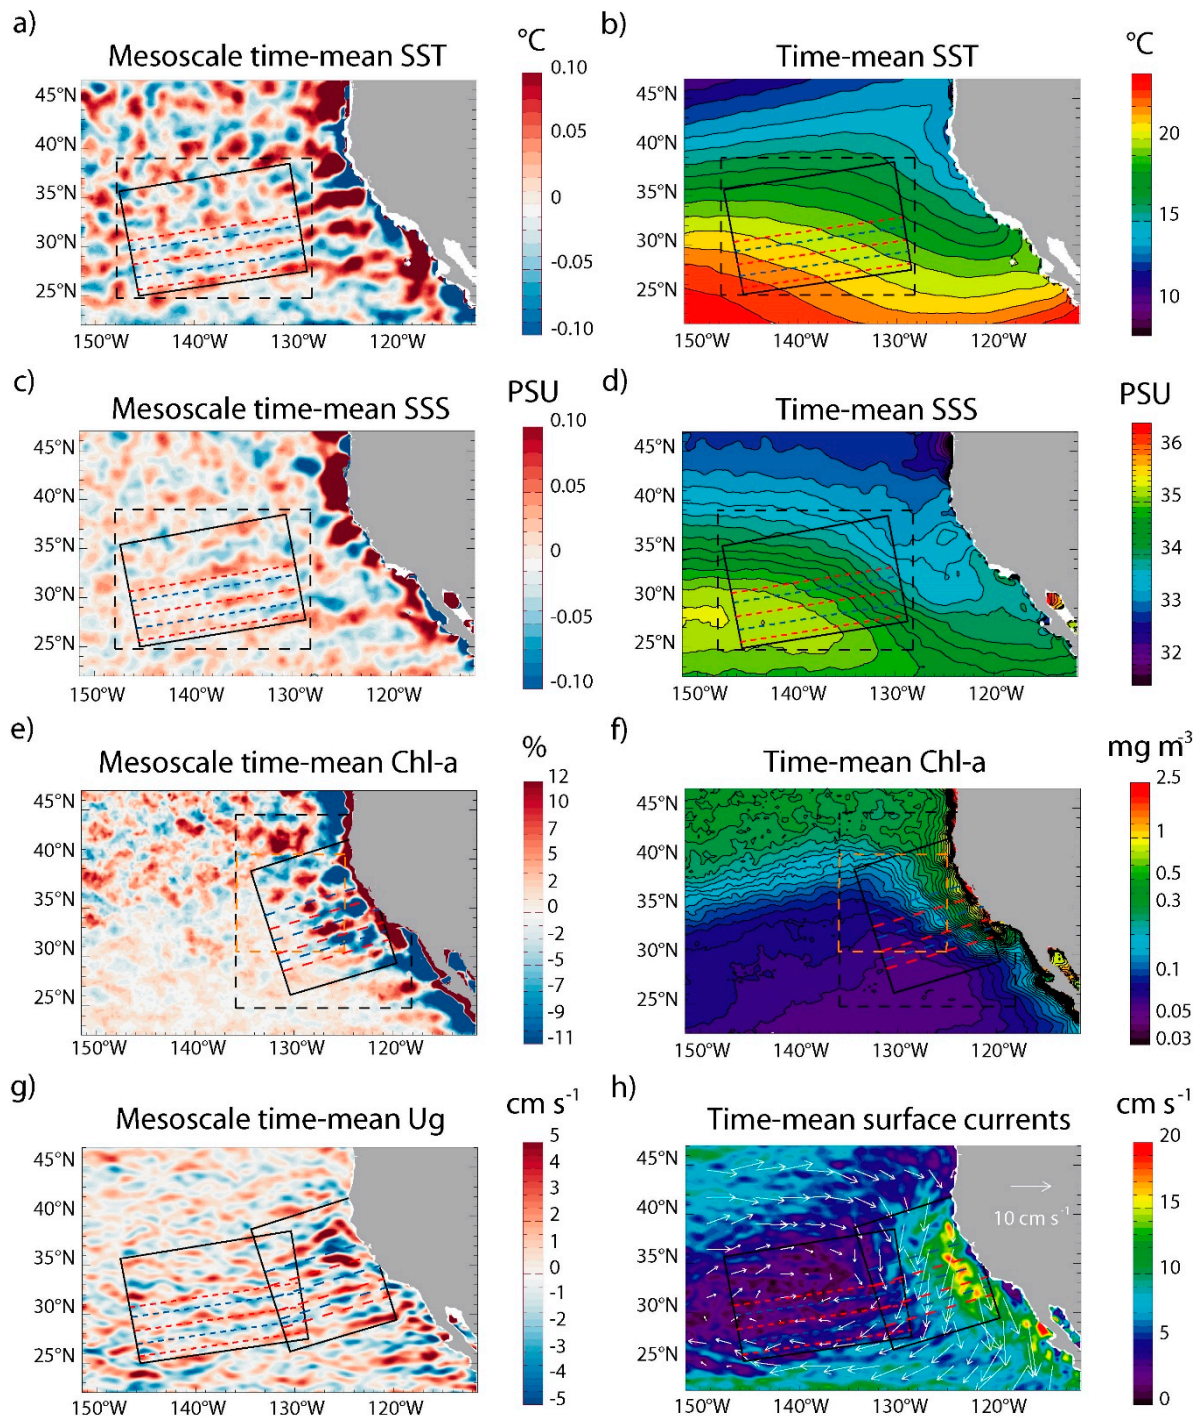 a)
Mesoscale time-mean SST
°C
45°N
40°N
35°N
30°N
25°N
150°W 140°W 130°W 120°W
0.10
0.05
0
-0.05
-0.10
b)
Time-mean SST
°C
45°N
40°N
35°N
30°N
25°N
150°W 140°W 130°W 120°W
20
15
10
c)
Mesoscale time-mean SSS
PSU
45°N
40°N
35°N
30°N
25°N
150°W 140°W 130°W 120°W
0.10
0.05
0
-0.05
-0.10
d)
Time-mean SSS
PSU
45°N
40°N
35°N
30°N
25°N
150°W 140°W 130°W 120°W
36
35
34
33
32
e)
Mesoscale time-mean Chl-a
%
45°N
40°N
35°N
30°N
25°N
150°W 140°W 130°W 120°W
12
10
7
5
2
0
-2
-5
-7
-9
-11
f)
Time-mean Chl-a
mg m⁻³
45°N
40°N
35°N
30°N
25°N
150°W 140°W 130°W 120°W
2.5
1
0.3
0.1
0.05
0.03
g)
Mesoscale time-mean Ug
cm s⁻¹
45°N
40°N
35°N
30°N
25°N
150°W 140°W 130°W 120°W
5
4
3
2
1
0
-1
-2
-3
-4
-5
h)
Time-mean surface currents
cm s⁻¹
45°N
40°N
35°N
30°N
25°N
150°W 140°W 130°W 120°W
10 cm s⁻¹
20
15
10
5
0